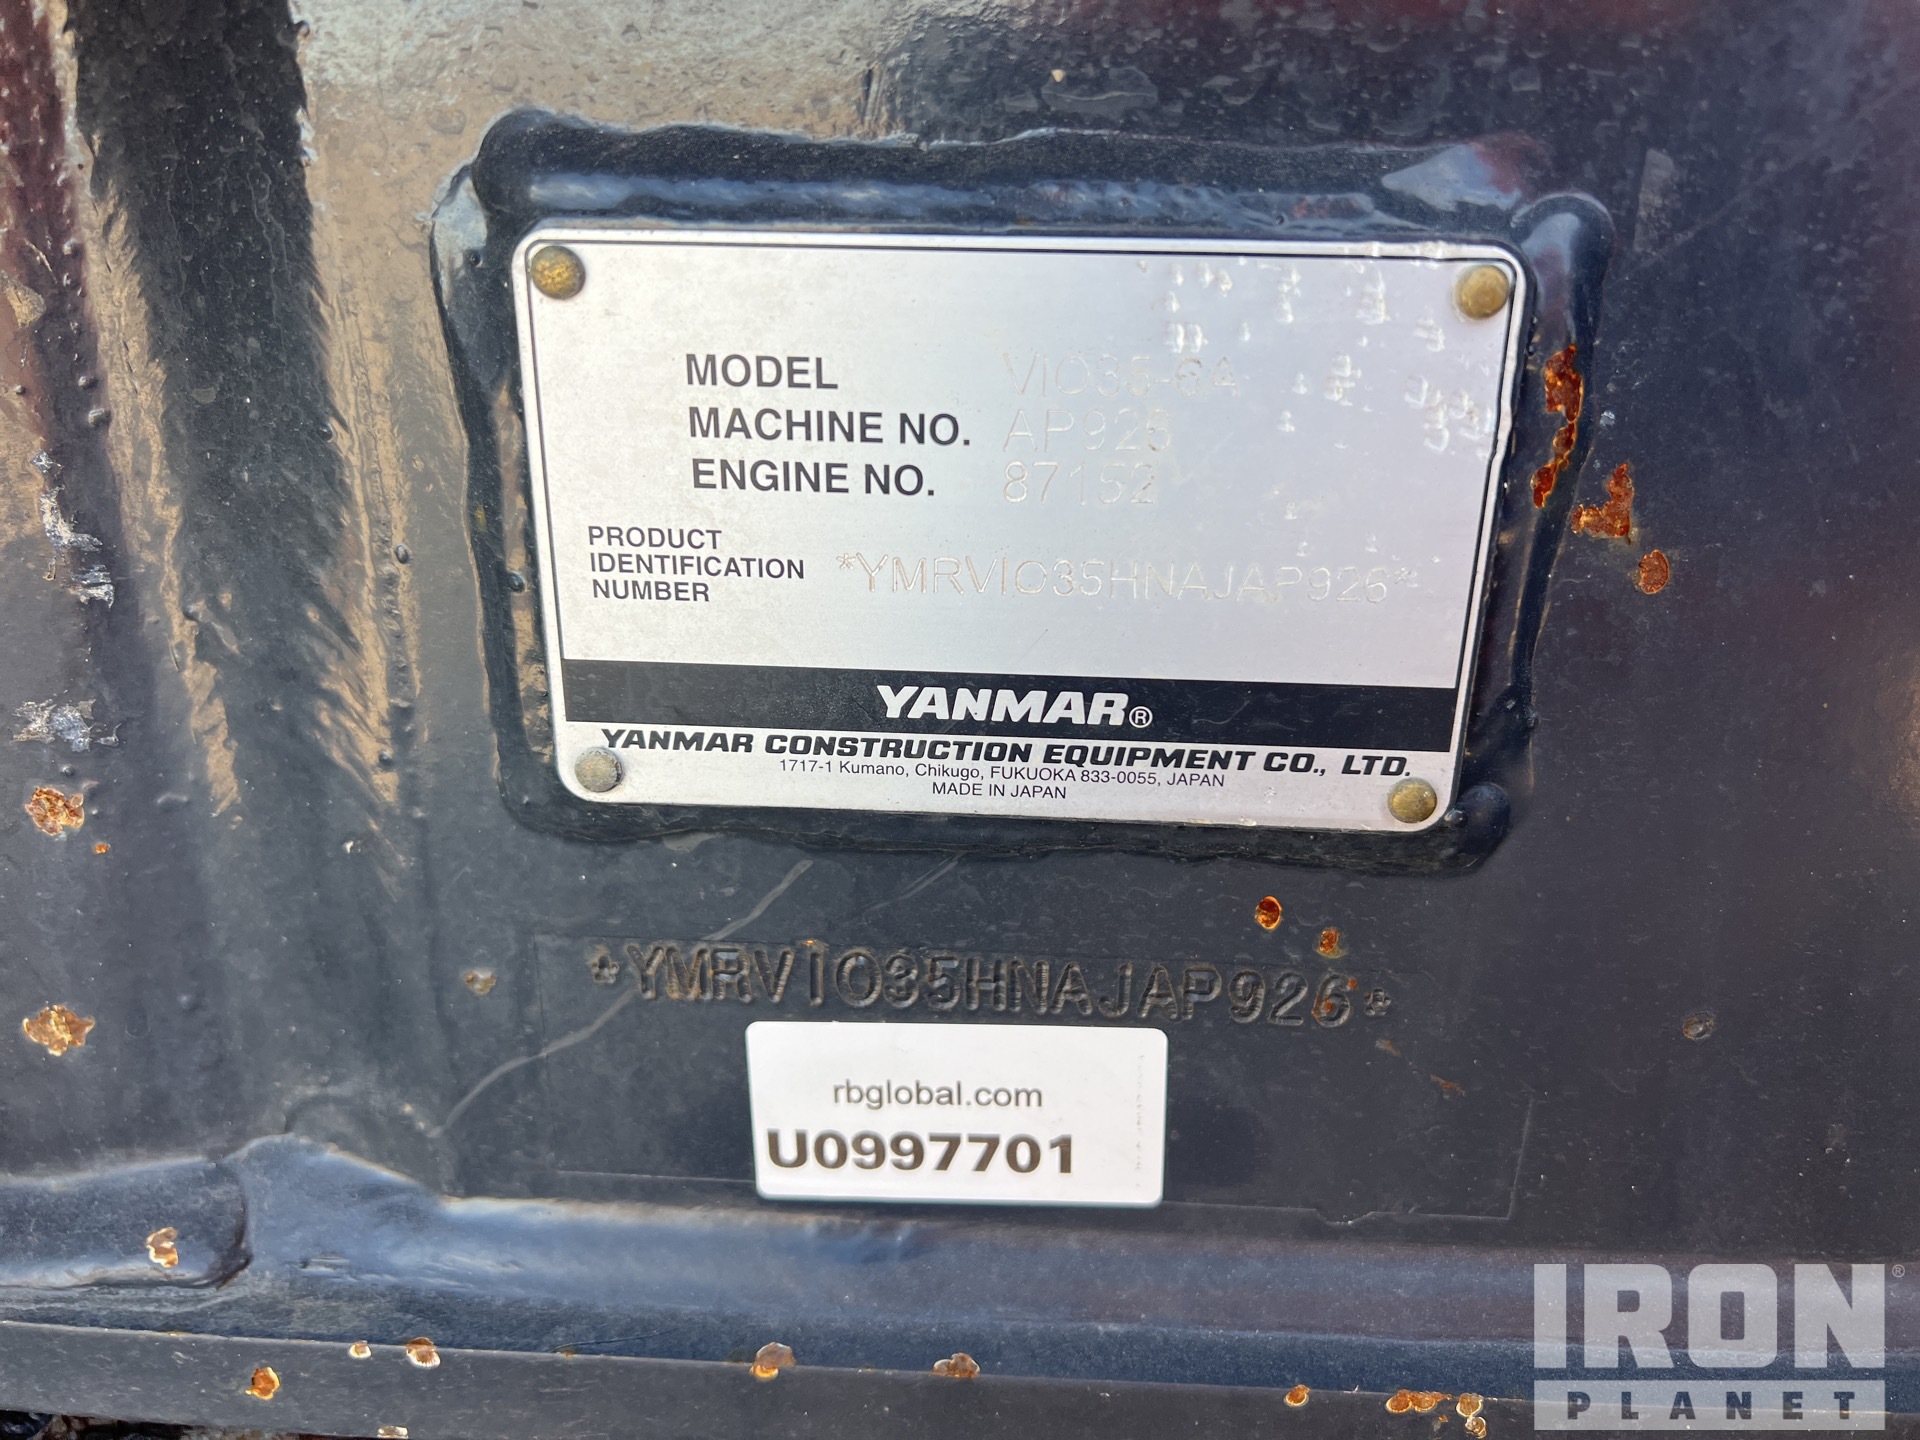 MODEL VIO35-6A
MACHINE NO. AP926
ENGINE NO. 87152
PRODUCT
IDENTIFICATION
NUMBER
*YMRVIO35HNAJAP926*
YANMAR®
YANMAR CONSTRUCTION EQUIPMENT CO., LTD.
1717-1 Kumano, Chikugo, FUKUOKA 833-0055, JAPAN
MADE IN JAPAN
*YMRVIO35HNAJAP926*
rbglobal.com
U0997701
IRON®
PLANET